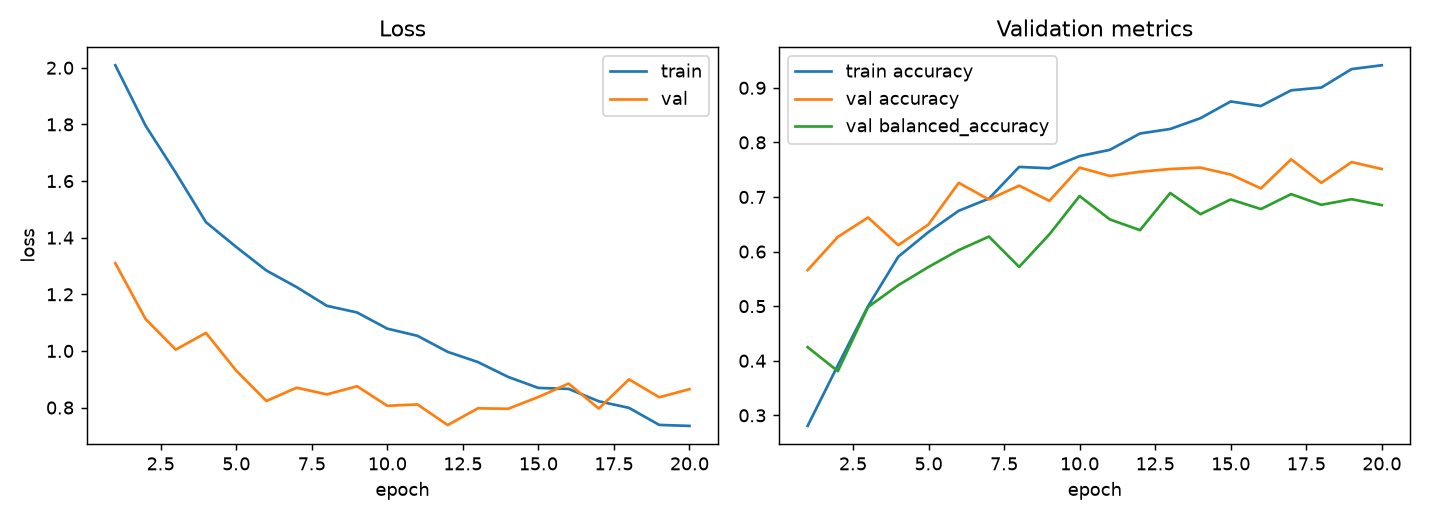 Loss
train
val
2.0
1.8
1.6
1.4
1.2
1.0
0.8
loss
2.5 5.0 7.5 10.0 12.5 15.0 17.5 20.0
epoch
Validation metrics
train accuracy
val accuracy
val balanced_accuracy
0.9
0.8
0.7
0.6
0.5
0.4
0.3
2.5 5.0 7.5 10.0 12.5 15.0 17.5 20.0
epoch